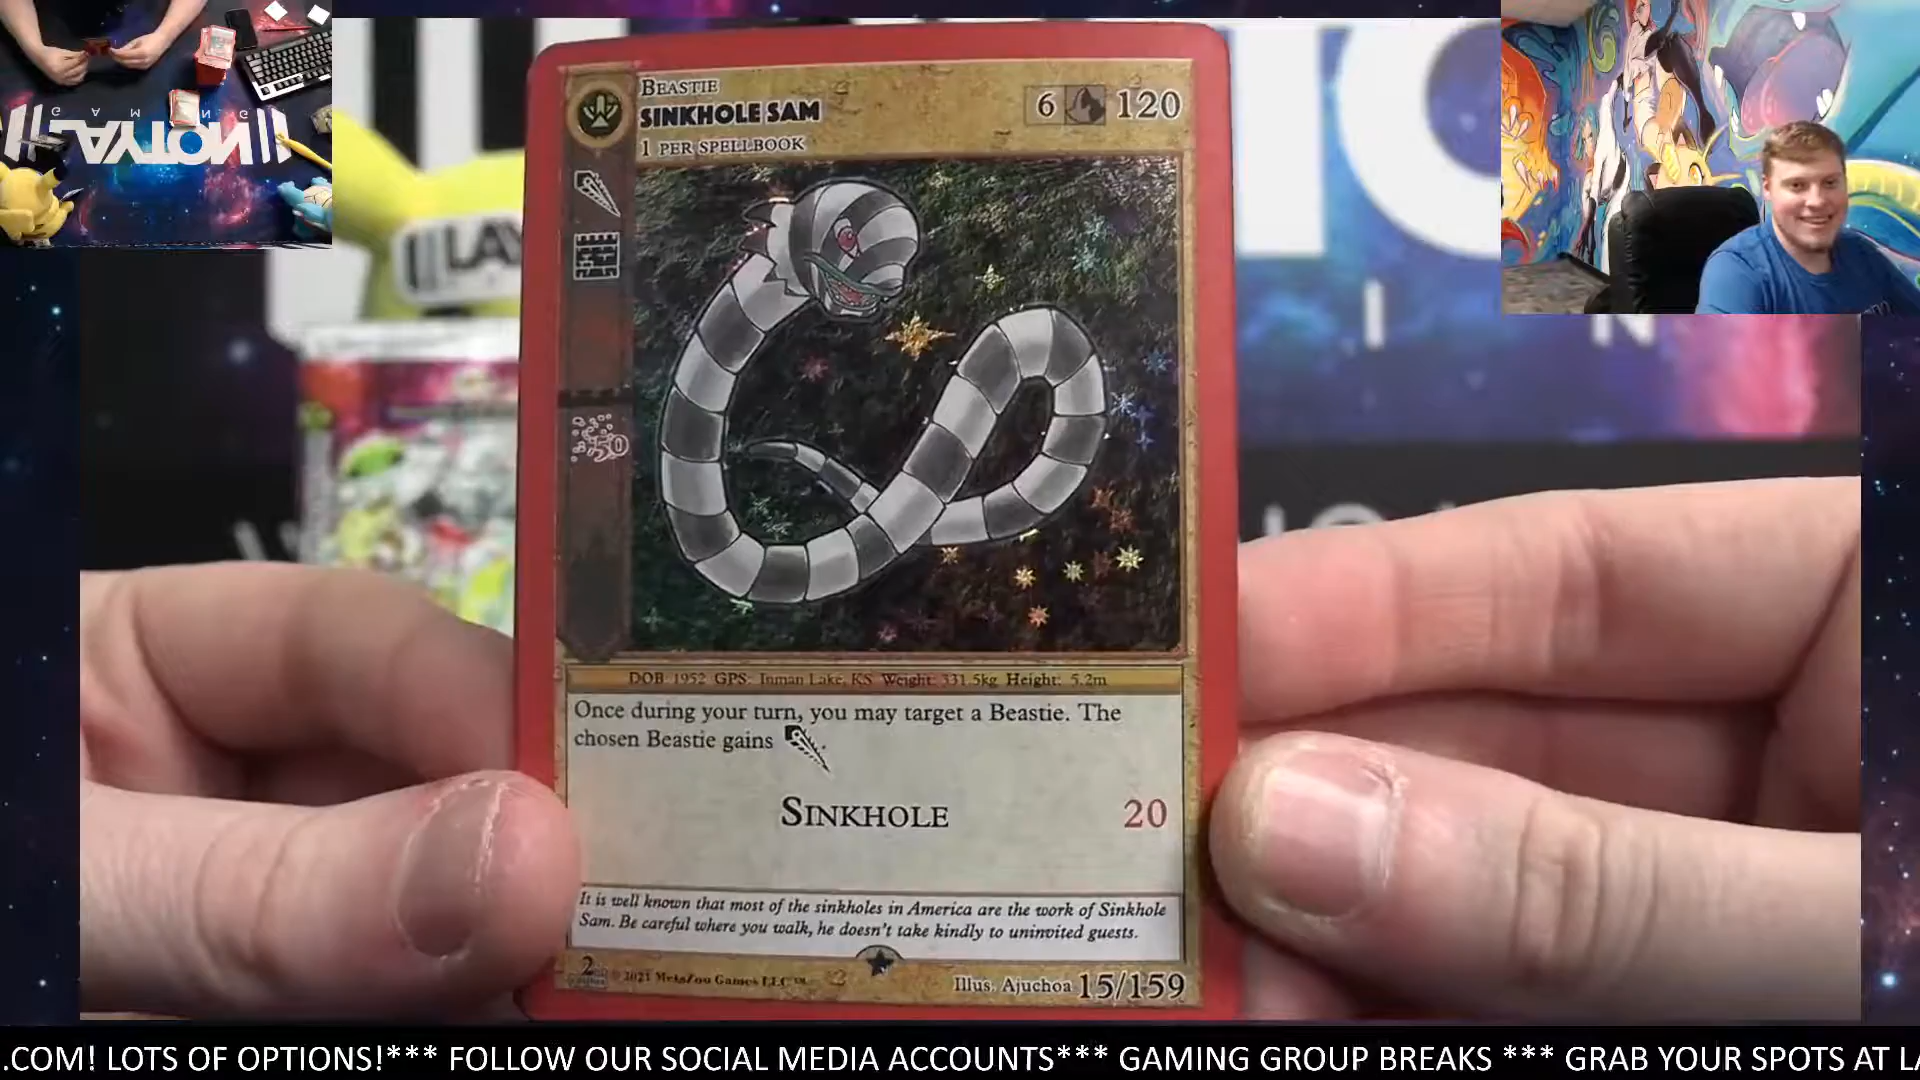 BEASTIE
SINKHOLE SAM
1 PER SPELLBOOK
6 120
50
DOB: 1952 GPS: Inman Lake, KS Weight: 331.5kg Height: 5.2m
Once during your turn, you may target a Beastie. The
chosen Beastie gains
SINKHOLE 20
It is well known that most of the sinkholes in America are the work of Sinkhole
Sam. Be careful where you walk, he doesn't take kindly to uninvited guests.
2
© 2021 MetaZoo Games LLC™
Illus. Ajuchoa 15/159
.COM! LOTS OF OPTIONS!*** FOLLOW OUR SOCIAL MEDIA ACCOUNTS*** GAMING GROUP BREAKS *** GRAB YOUR SPOTS AT LA